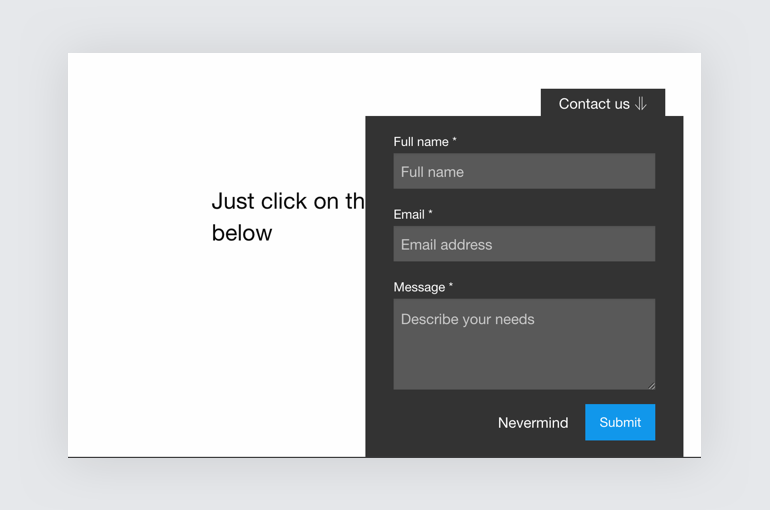 Contact us
Full name *
Full name
Just click on th
below
Email *
Email address
Message *
Describe your needs
Nevermind
Submit